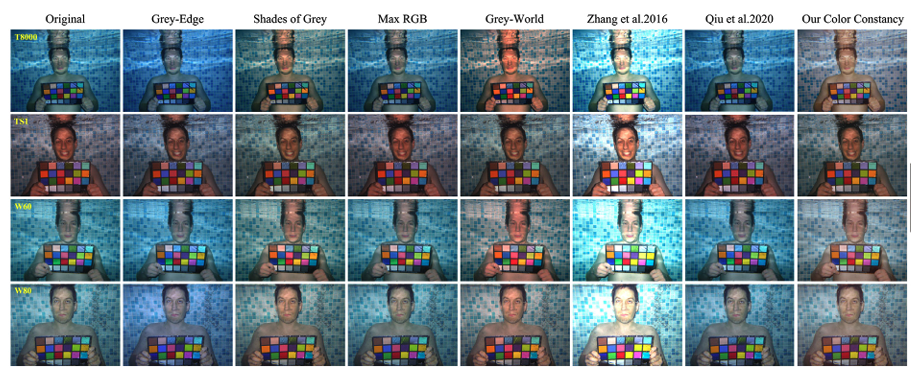 Original Grey-Edge Shades of Grey Max RGB Grey-World Zhang et al.2016 Qiu et al.2020 Our Color Constancy
T8000
TS1
W60
W80